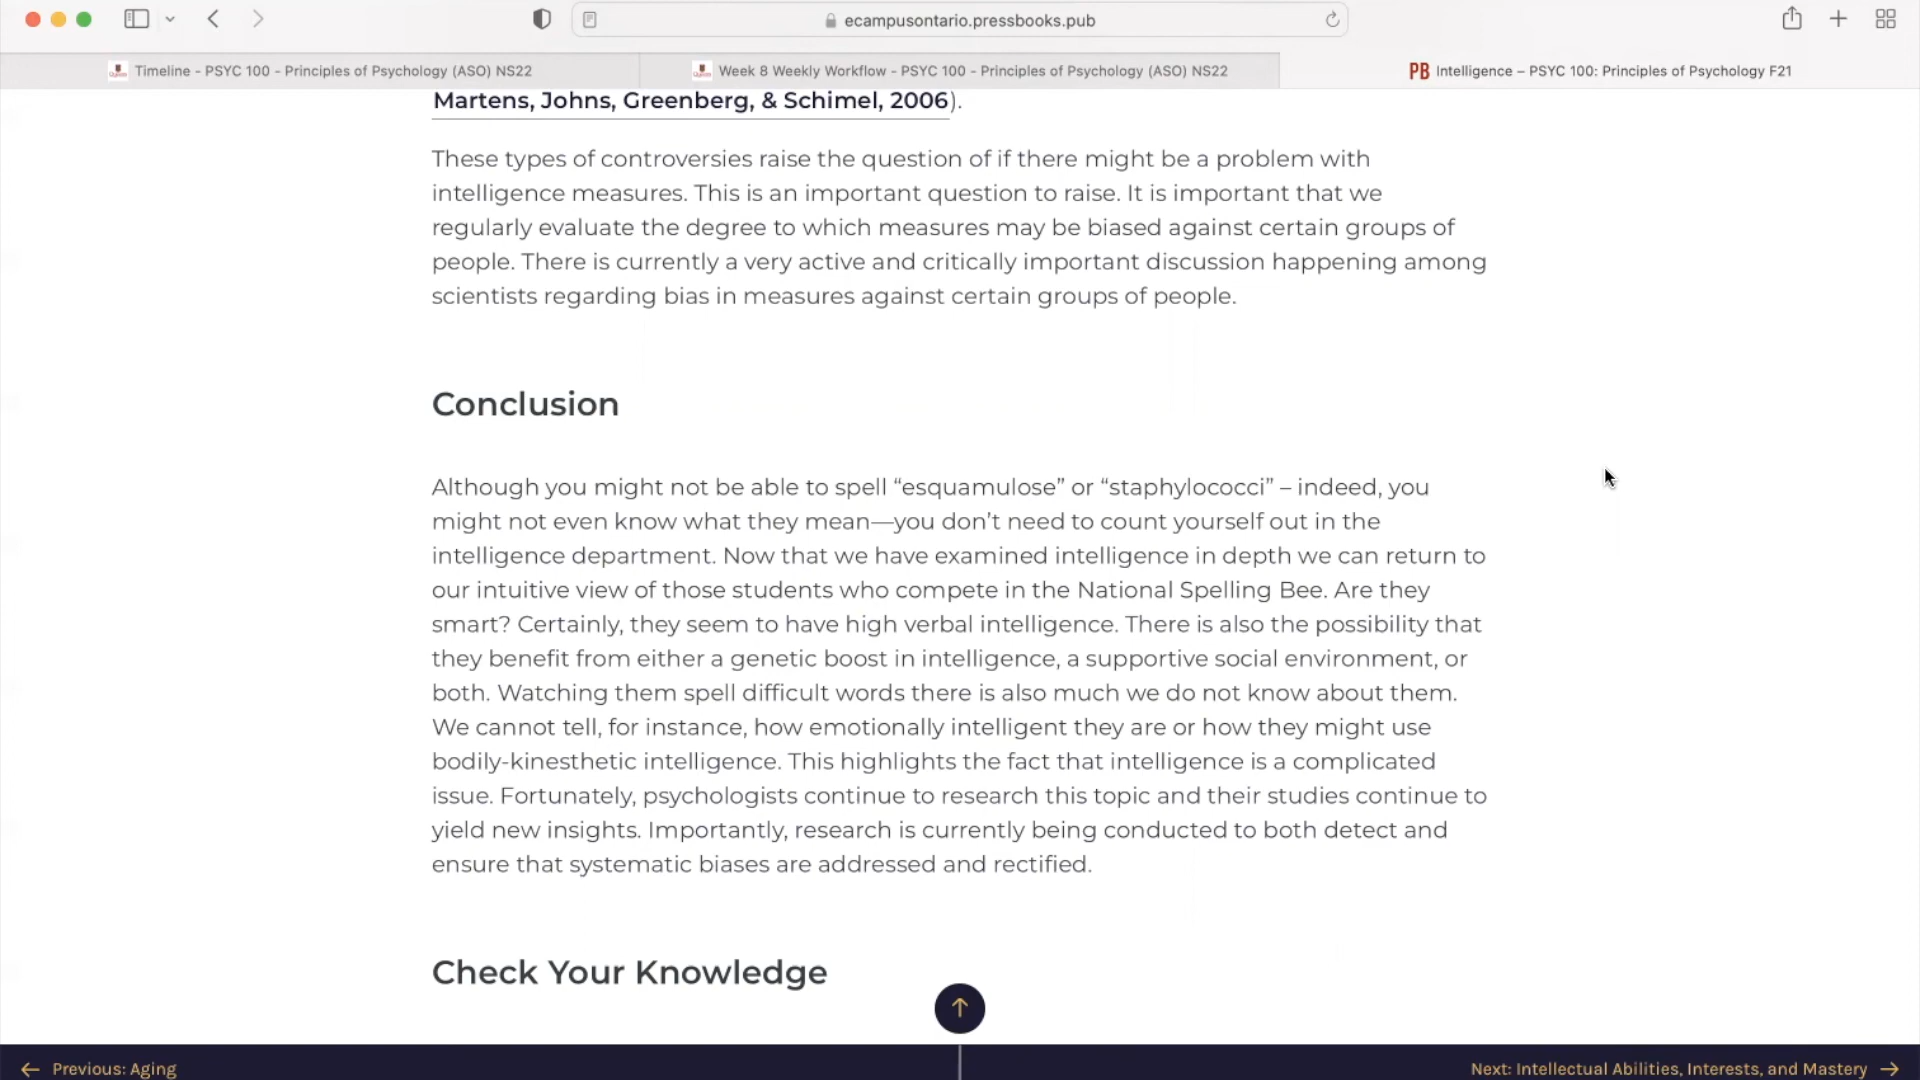 ecampusontario.pressbooks.pub
Timeline - PSYC 100 - Principles of Psychology (ASO) NS22
Week 8 Weekly Workflow - PSYC 100 - Principles of Psychology (ASO) NS22
PB Intelligence – PSYC 100: Principles of Psychology F21
Martens, Johns, Greenberg, & Schimel, 2006).
These types of controversies raise the question of if there might be a problem with
intelligence measures. This is an important question to raise. It is important that we
regularly evaluate the degree to which measures may be biased against certain groups of
people. There is currently a very active and critically important discussion happening among
scientists regarding bias in measures against certain groups of people.
Conclusion
Although you might not be able to spell “esquamulose” or “staphylococci” – indeed, you
might not even know what they mean—you don’t need to count yourself out in the
intelligence department. Now that we have examined intelligence in depth we can return to
our intuitive view of those students who compete in the National Spelling Bee. Are they
smart? Certainly, they seem to have high verbal intelligence. There is also the possibility that
they benefit from either a genetic boost in intelligence, a supportive social environment, or
both. Watching them spell difficult words there is also much we do not know about them.
We cannot tell, for instance, how emotionally intelligent they are or how they might use
bodily-kinesthetic intelligence. This highlights the fact that intelligence is a complicated
issue. Fortunately, psychologists continue to research this topic and their studies continue to
yield new insights. Importantly, research is currently being conducted to both detect and
ensure that systematic biases are addressed and rectified.
Check Your Knowledge
← Previous: Aging
Next: Intellectual Abilities, Interests, and Mastery →